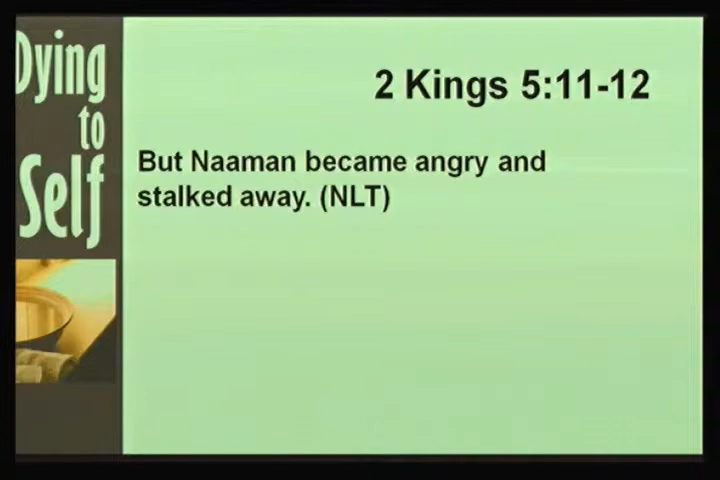 Dying
to
Self
2 Kings 5:11-12
But Naaman became angry and
stalked away. (NLT)